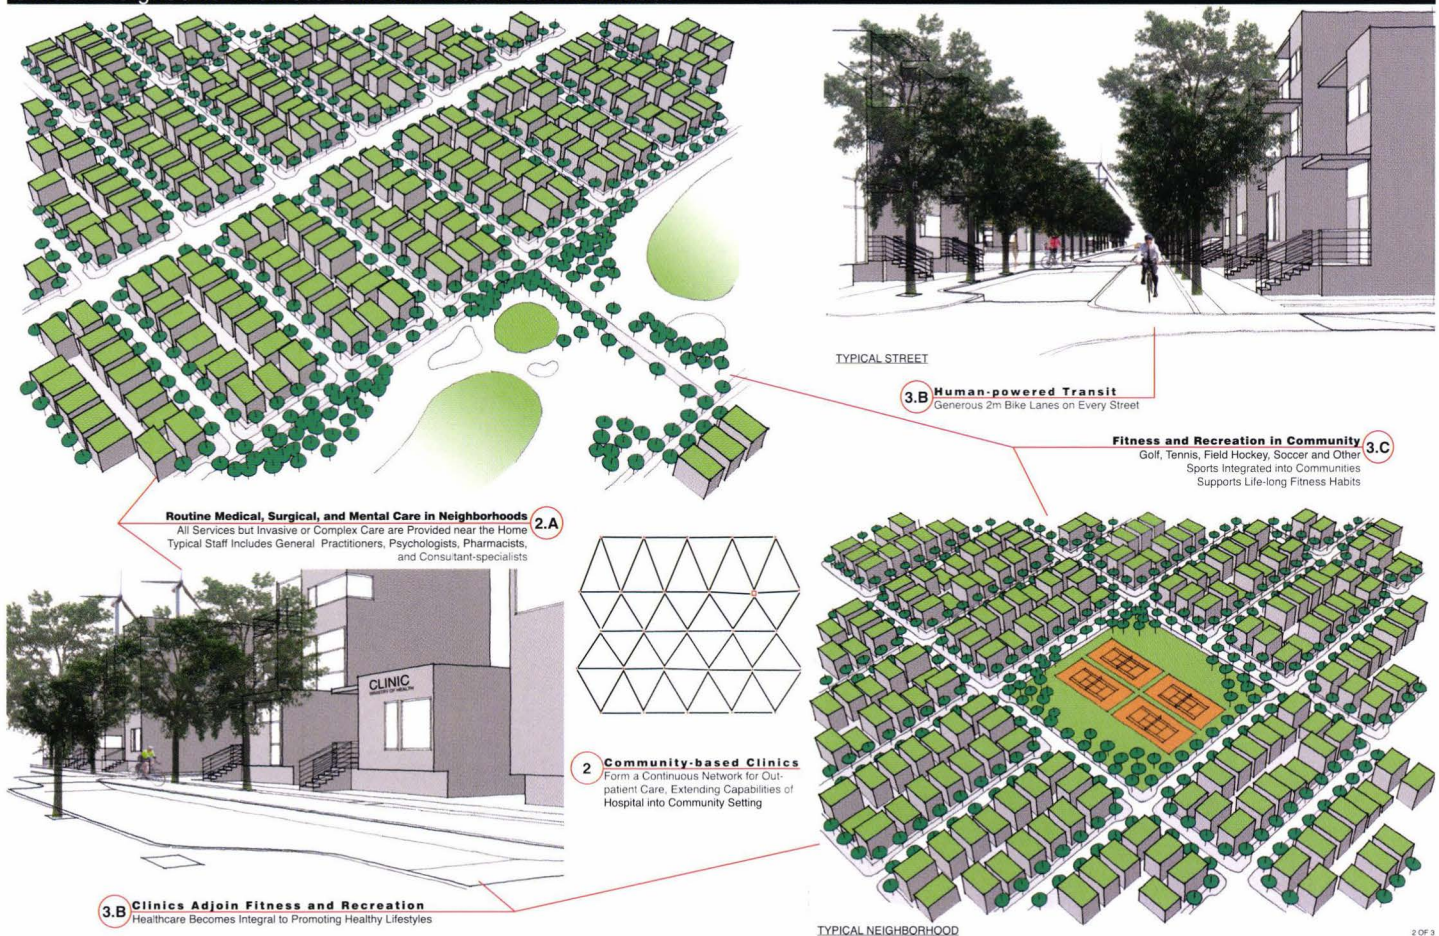 TYPICAL STREET
3.B Human-powered Transit
Generous 2m Bike Lanes on Every Street
Fitness and Recreation in Community 3.C
Golf, Tennis, Field Hockey, Soccer and Other
Sports Integrated into Communities
Supports Life-long Fitness Habits
Routine Medical, Surgical, and Mental Care in Neighborhoods 2.A
All Services but Invasive or Complex Care are Provided near the Home
Typical Staff Includes General Practitioners, Psychologists, Pharmacists,
and Consultant-specialists
CLINIC
MINISTRY OF HEALTH
2 Community-based Clinics
Form a Continuous Network for Out-
patient Care, Extending Capabilities of
Hospital into Community Setting
3.B Clinics Adjoin Fitness and Recreation
Healthcare Becomes Integral to Promoting Healthy Lifestyles
TYPICAL NEIGHBORHOOD
2 OF 3